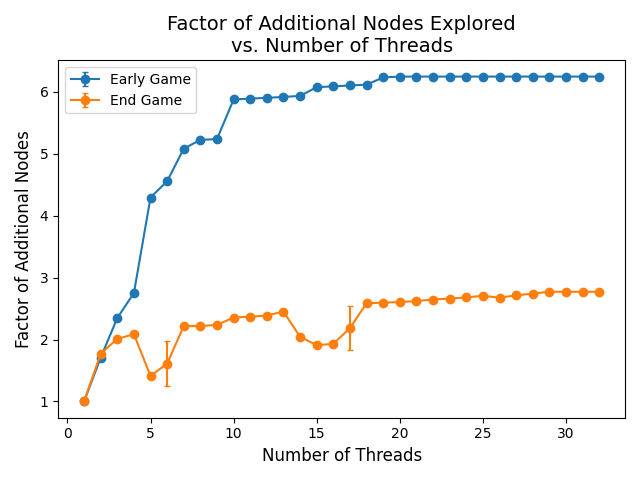 Factor of Additional Nodes Explored
vs. Number of Threads
Early Game
End Game
Factor of Additional Nodes
6
5
4
3
2
1
0
5
10
15
20
25
30
Number of Threads